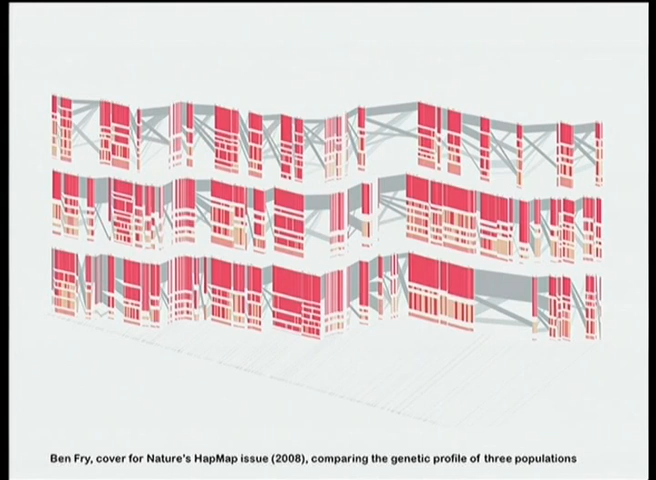 Ben Fry, cover for Nature's HapMap issue (2008), comparing the genetic profile of three populations